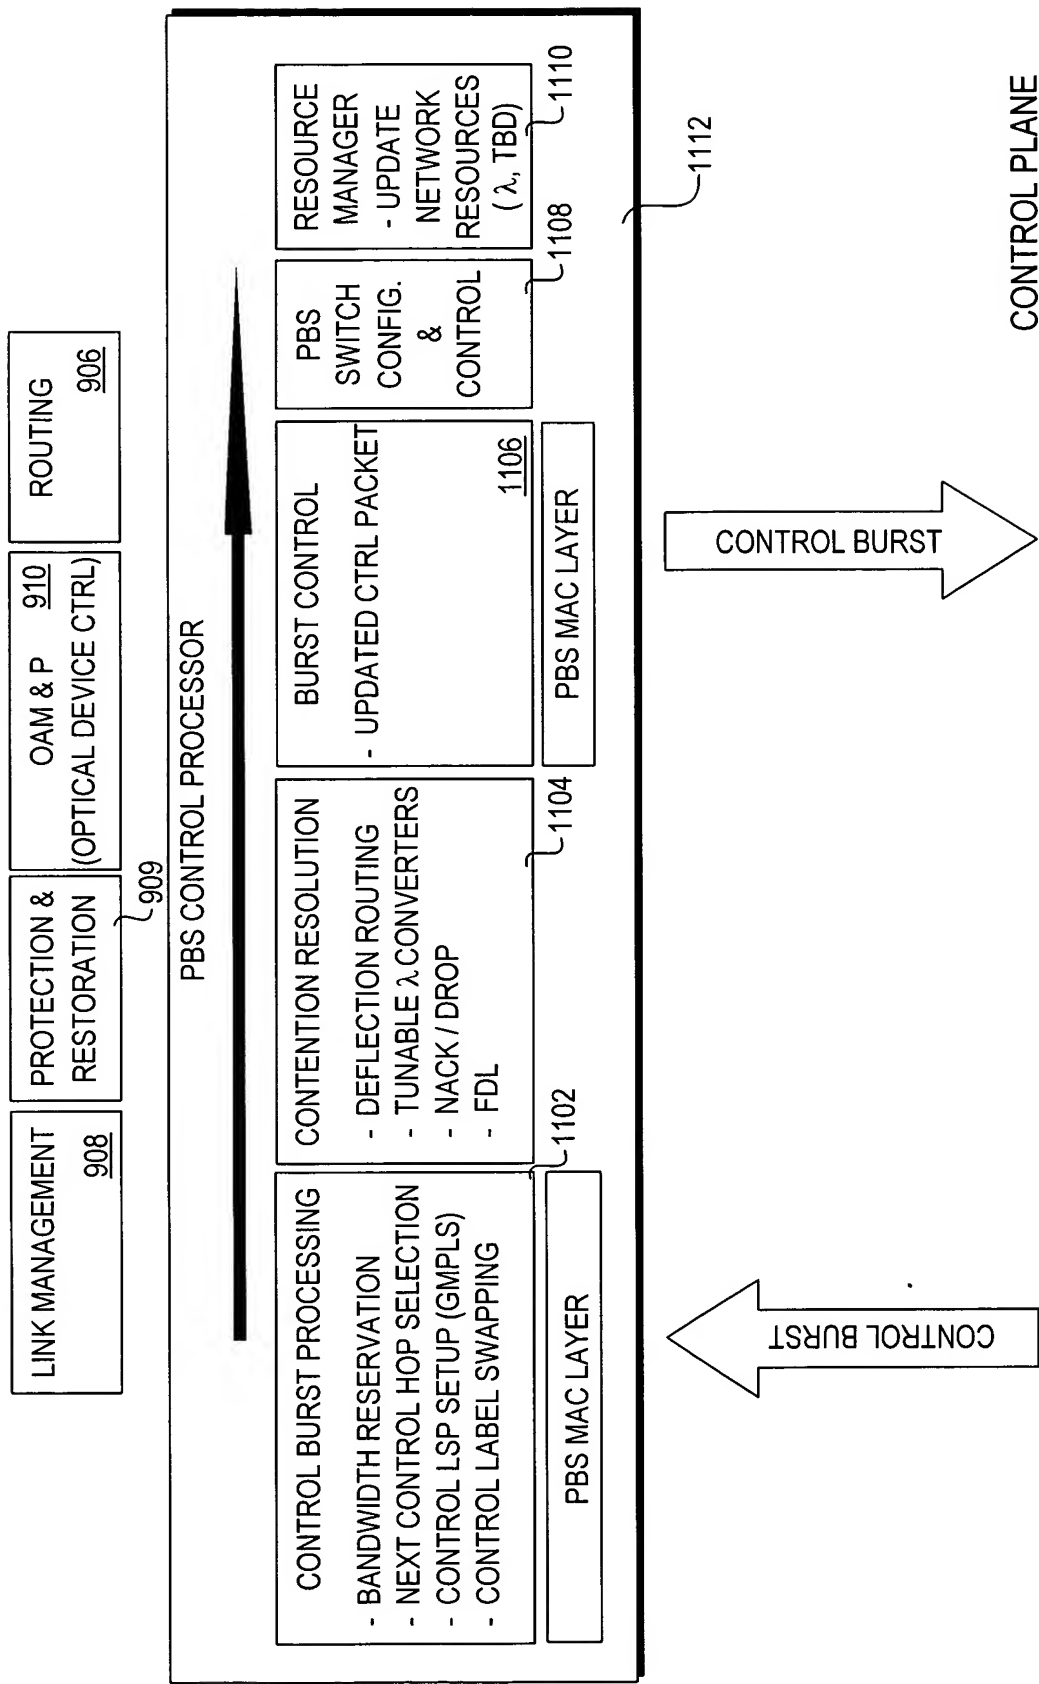 LINK MANAGEMENT
908
PROTECTION &
RESTORATION
909
OAM & P
910
(OPTICAL DEVICE CTRL)
ROUTING
906
PBS CONTROL PROCESSOR
CONTROL BURST PROCESSING
- BANDWIDTH RESERVATION
- NEXT CONTROL HOP SELECTION
- CONTROL LSP SETUP (GMPLS)
- CONTROL LABEL SWAPPING
1102
PBS MAC LAYER
CONTENTION RESOLUTION
- DEFLECTION ROUTING
- TUNABLE λ CONVERTERS
- NACK / DROP
- FDL
1104
BURST CONTROL
- UPDATED CTRL PACKET
1106
PBS MAC LAYER
PBS
SWITCH
CONFIG.
&
CONTROL
1108
RESOURCE
MANAGER
- UPDATE
NETWORK
RESOURCES
( λ, TBD)
1110
1112
CONTROL BURST
CONTROL BURST
CONTROL PLANE